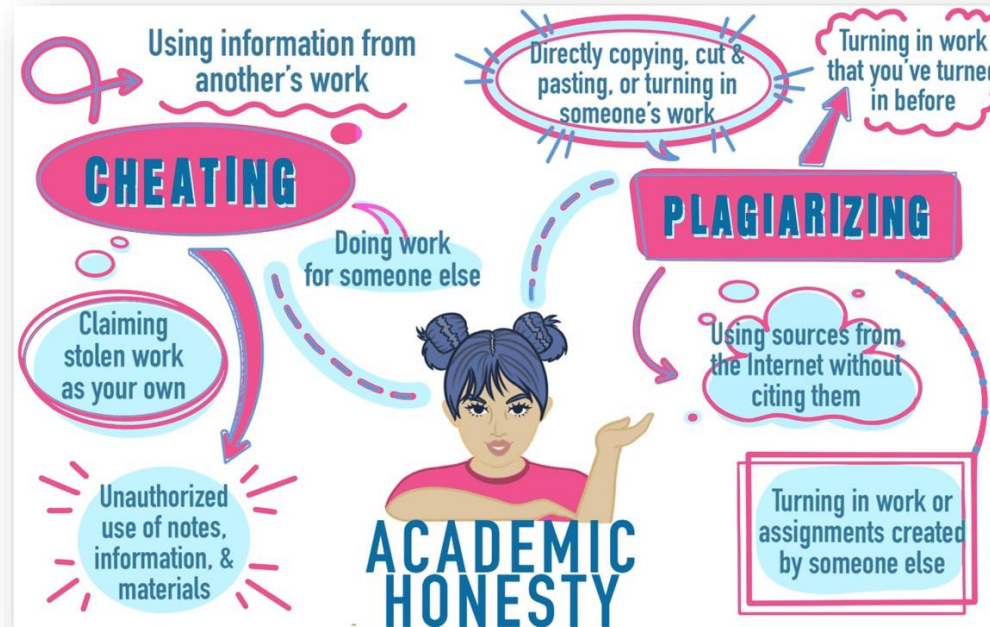 Using information from
another's work
CHEATING
Doing work
for someone else
Claiming
stolen work
as your own
Unauthorized
use of notes,
information, &
materials
Directly copying, cut &
pasting, or turning in
someone's work
Turning in work
that you've turned
in before
PLAGIARIZING
Using sources from
the Internet without
citing them
Turning in work or
assignments created
by someone else
ACADEMIC
HONESTY